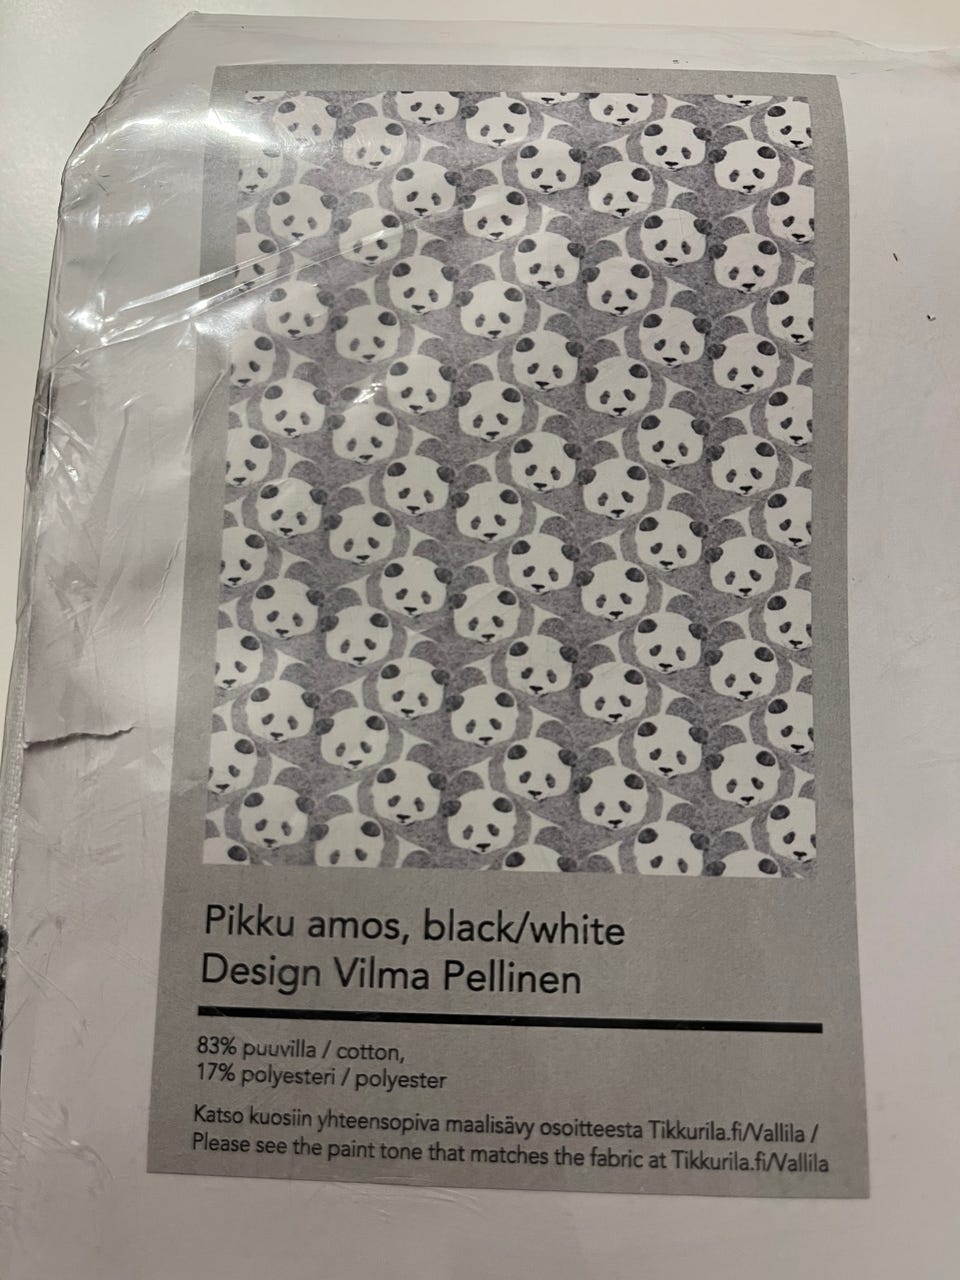 Pikku amos, black/white
Design Vilma Pellinen
83% puuvilla / cotton,
17% polyesteri / polyester
Katso kuosiin yhteensopiva maalisävy osoitteesta Tikkurila.fi/Vallila /
Please see the paint tone that matches the fabric at Tikkurila.fi/Vallila